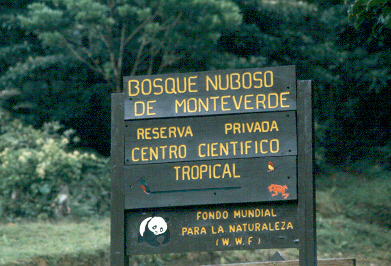 BOSQUE NUBOSO
DE MONTEVERDE
RESERVA PRIVADA
CENTRO CIENTIFICO
TROPICAL
FONDO MUNDIAL
PARA LA NATURALEZA
(W.W.F.)